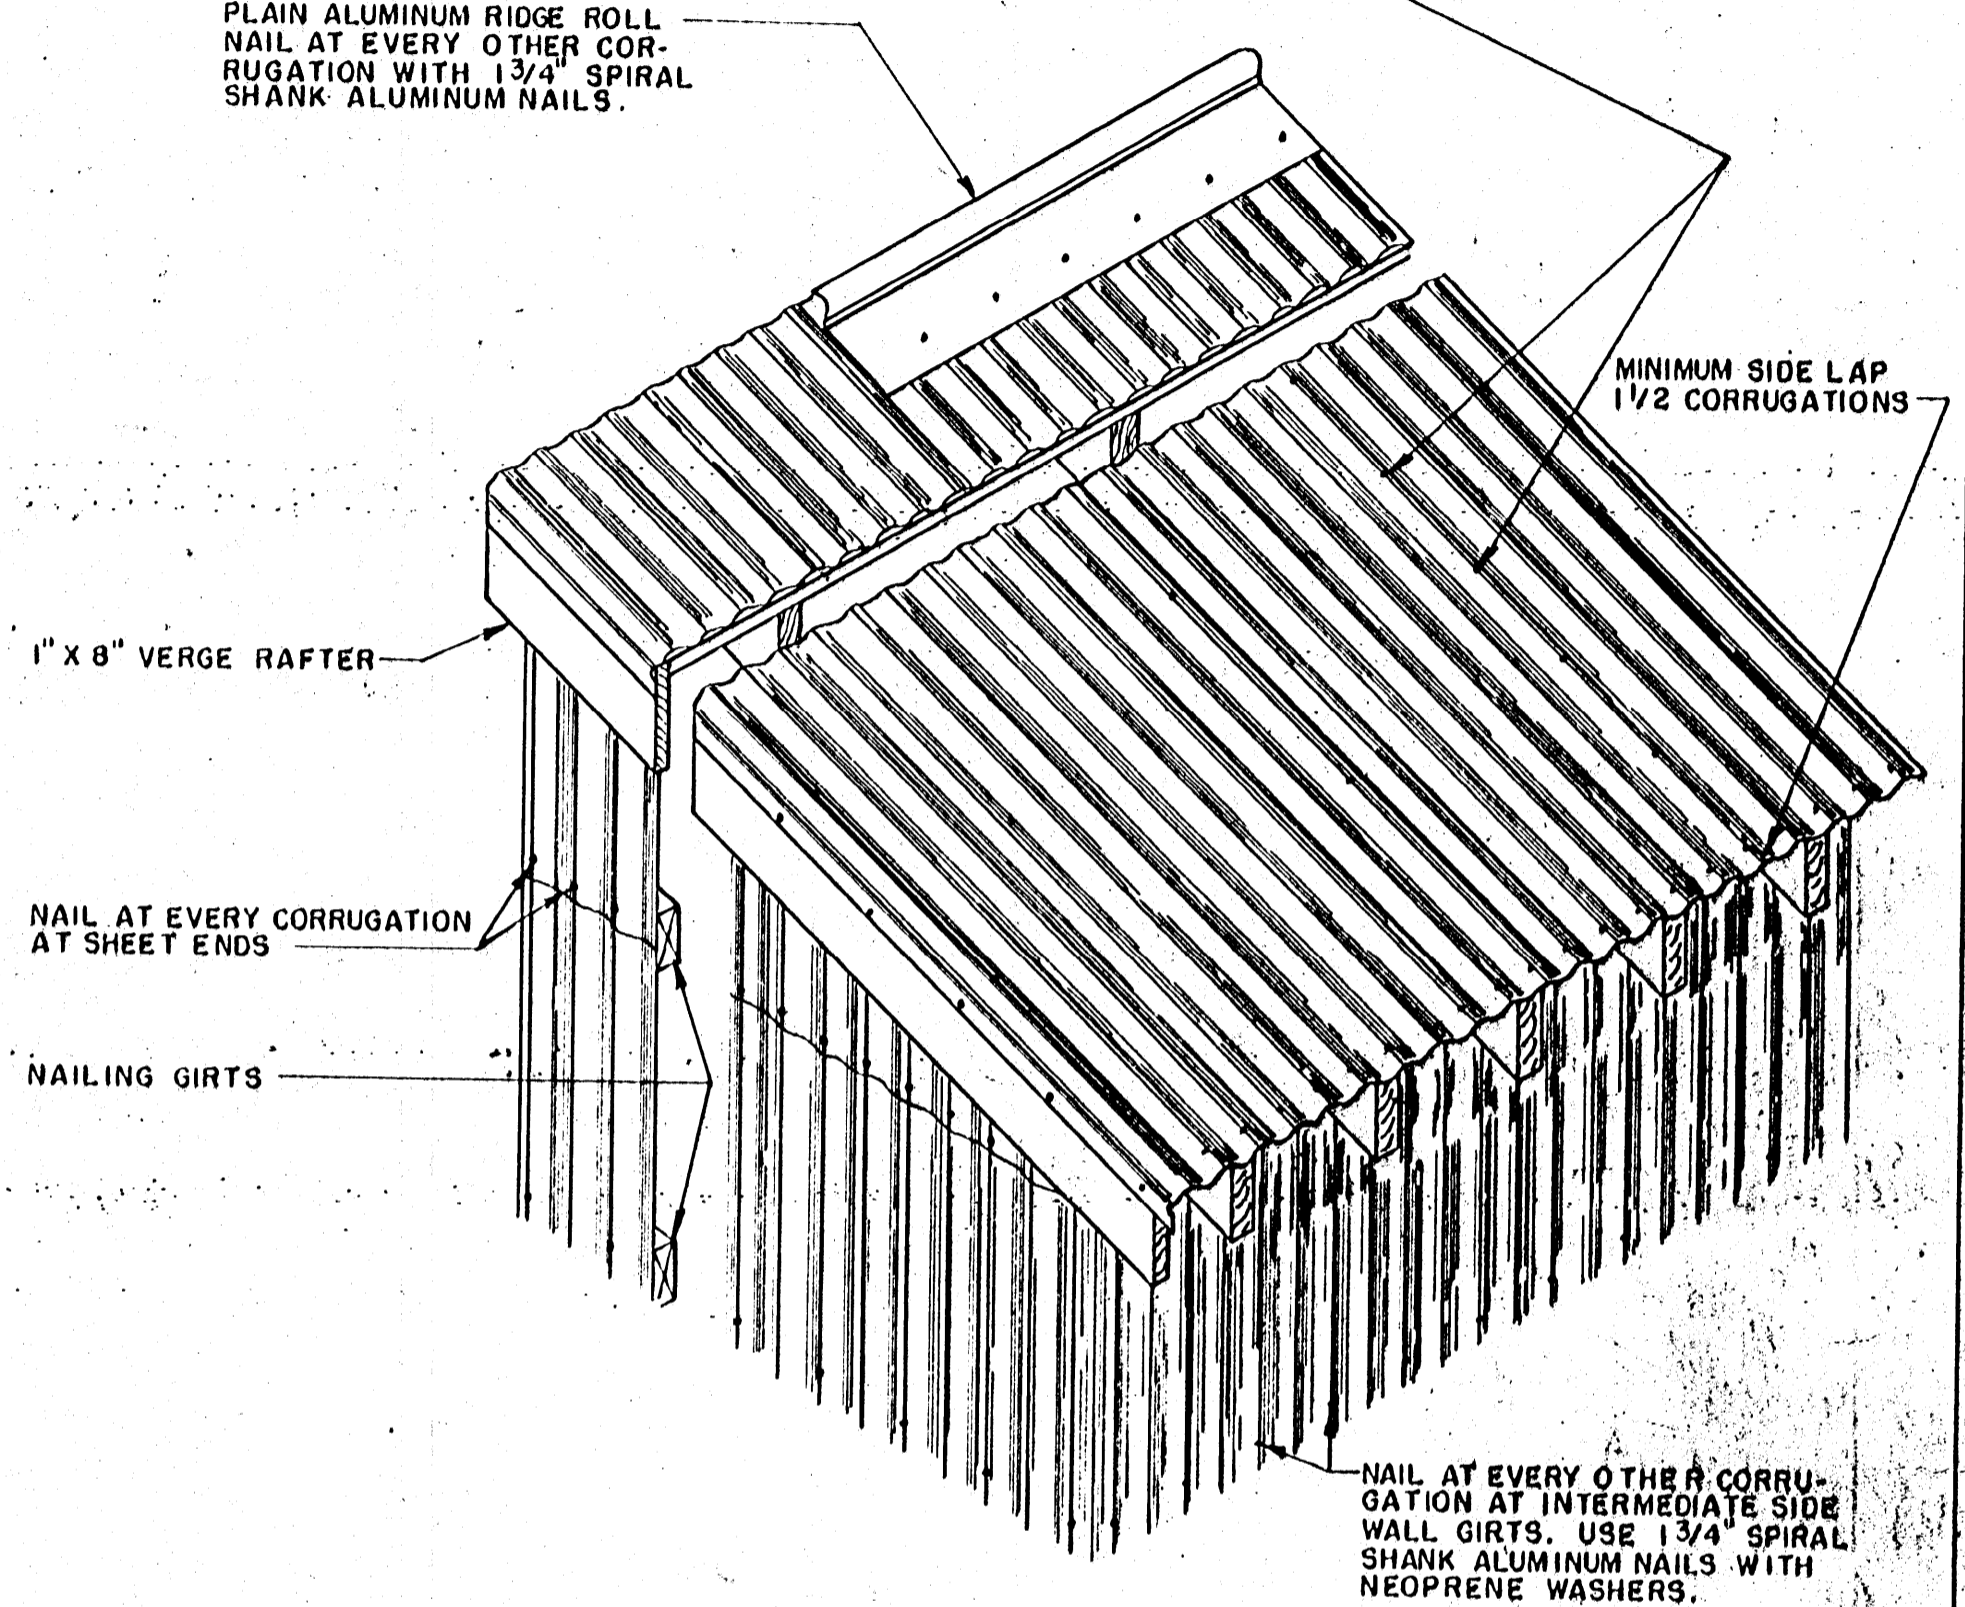 PLAIN ALUMINUM RIDGE ROLL
NAIL AT EVERY OTHER COR-
RUGATION WITH 1 3/4" SPIRAL
SHANK ALUMINUM NAILS.
MINIMUM SIDE LAP
1 1/2 CORRUGATIONS
1" X 8" VERGE RAFTER
NAIL AT EVERY CORRUGATION
AT SHEET ENDS
NAILING GIRTS
NAIL AT EVERY OTHER CORRU-
GATION AT INTERMEDIATE SIDE
WALL GIRTS. USE 1 3/4" SPIRAL
SHANK ALUMINUM NAILS WITH
NEOPRENE WASHERS.